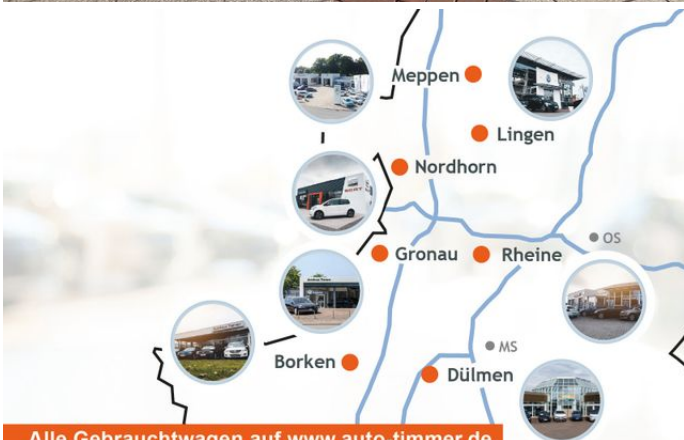 Meppen
Lingen
Nordhorn
OS
Gronau
Rheine
MS
Borken
Dülmen
Alle Gebrauchtwagen auf www.auto-timmer.de